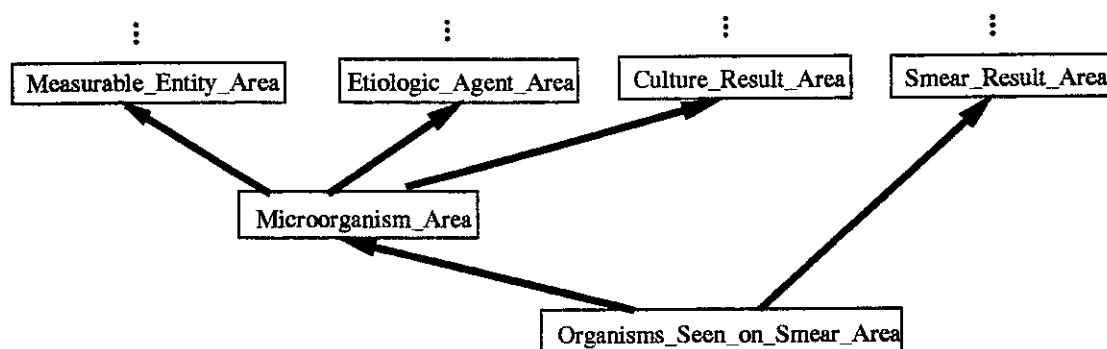 Measurable_Entity_Area
Etiologic_Agent_Area
Culture_Result_Area
Smear_Result_Area
Microorganism_Area
Organisms_Seen_on_Smear_Area